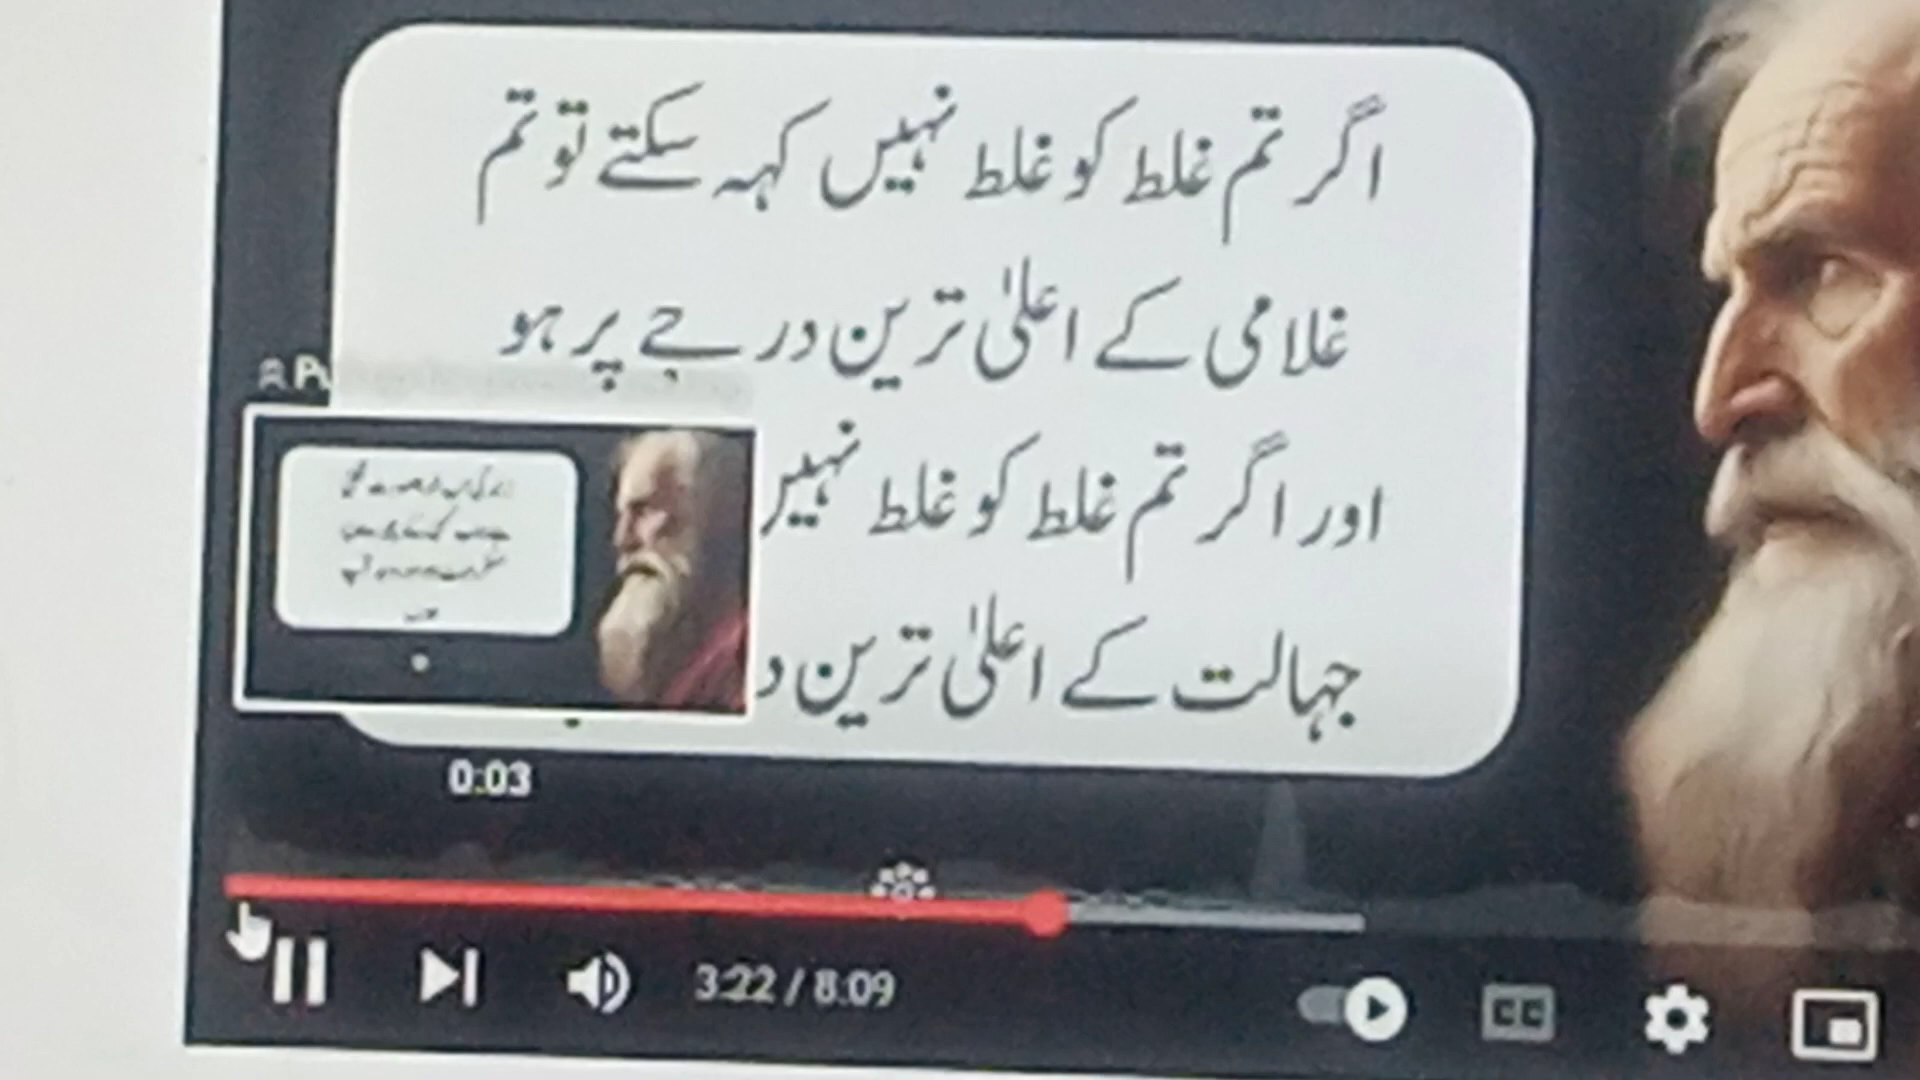 اگر تم غلط کو غلط نہیں کہہ سکتے تو تم
غلامی کے اعلیٰ ترین درجے پر ہو
اور اگر تم غلط کو غلط
جہالت کے اعلیٰ ترین
0:03
3:22 / 8:09
CC